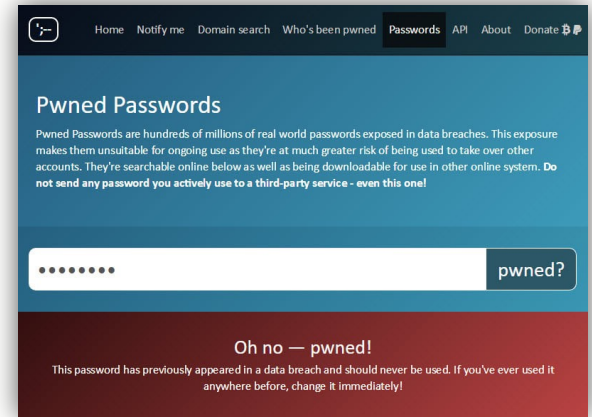 ';--
Home Notify me Domain search Who's been pwned Passwords API About Donate
Pwned Passwords
Pwned Passwords are hundreds of millions of real world passwords exposed in data breaches. This exposure
makes them unsuitable for ongoing use as they're at much greater risk of being used to take over other
accounts. They're searchable online below as well as being downloadable for use in other online system. Do
not send any password you actively use to a third-party service - even this one!
•••••••• pwned?
Oh no — pwned!
This password has previously appeared in a data breach and should never be used. If you've ever used it
anywhere before, change it immediately!